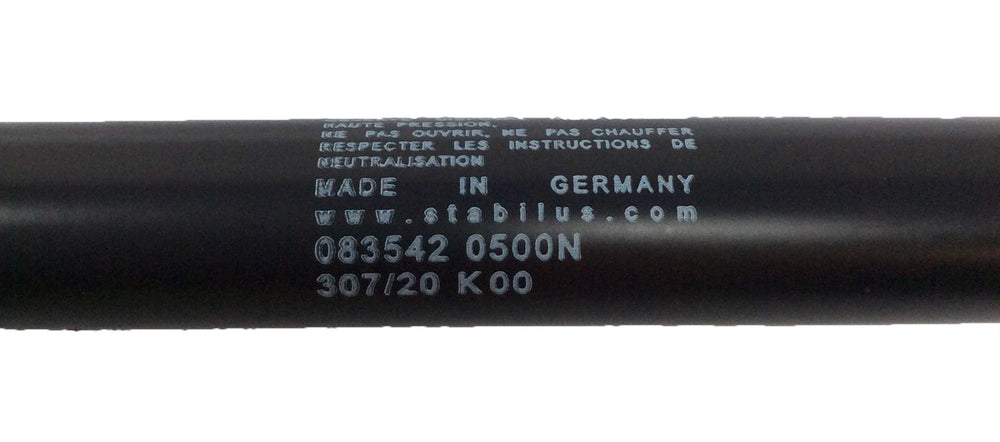 HAUTE PRESSION.
NE PAS OUVRIR, NE PAS CHAUFFER
RESPECTER LES INSTRUCTIONS DE
NEUTRALISATION
MADE IN GERMANY
www.stabilus.com
083542 0500N
307/20 K00